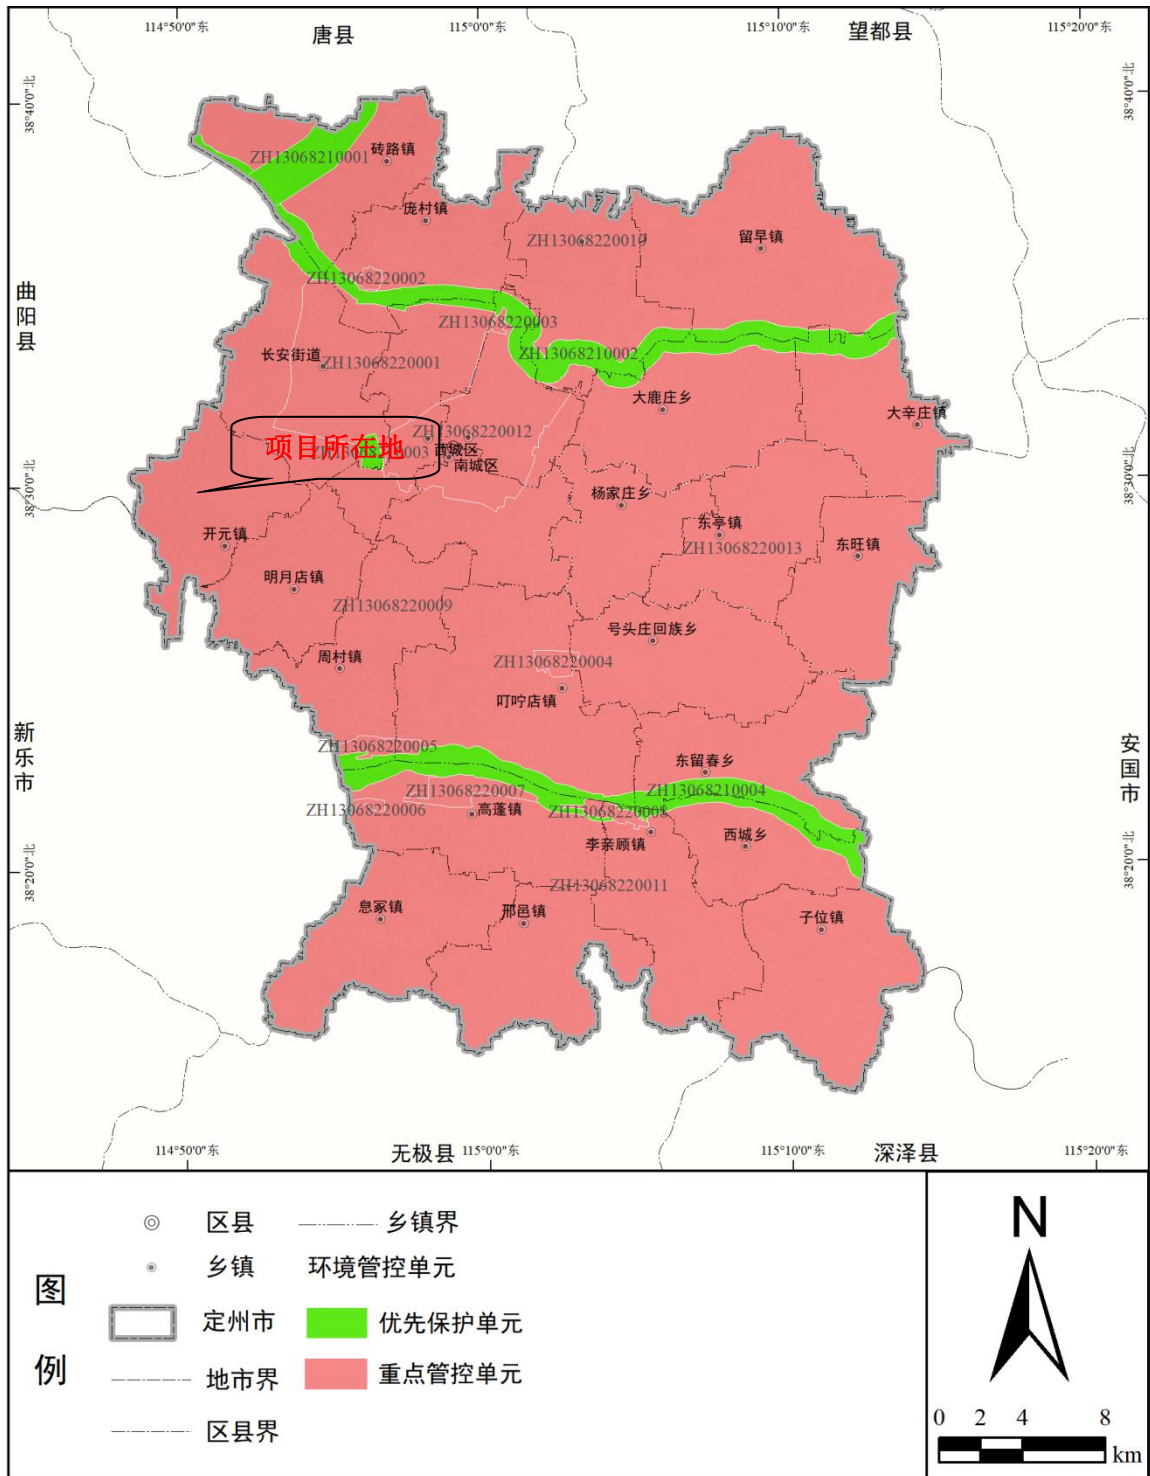 114°50'0"东
115°0'0"东
115°10'0"东
115°20'0"东
唐县
望都县
38°40'0"北
38°40'0"北
ZH13068210001
砖路镇
庞村镇
ZH13068220010
留早镇
ZH13068220002
曲阳县
ZH13068220003
长安街道
ZH13068220001
ZH13068210002
大鹿庄乡
大辛庄镇
ZH13068220012
项目所在地
003
西城区
南城区
38°30'0"北
38°30'0"北
杨家庄乡
东亭镇
开元镇
ZH13068220013
东旺镇
明月店镇
ZH13068220009
号头庄回族乡
周村镇
ZH13068220004
叮咛店镇
新乐市
安国市
ZH13068220005
东留春乡
ZH13068220007
ZH13068210004
ZH13068220006
高蓬镇
ZH13068220008
李亲顾镇
西城乡
38°20'0"北
38°20'0"北
ZH13068220011
息冢镇
邢邑镇
子位镇
114°50'0"东
115°0'0"东
115°10'0"东
115°20'0"东
无极县
深泽县
图例
区县
乡镇界
乡镇
环境管控单元
定州市
优先保护单元
地市界
重点管控单元
区县界
N
0 2 4 8
km